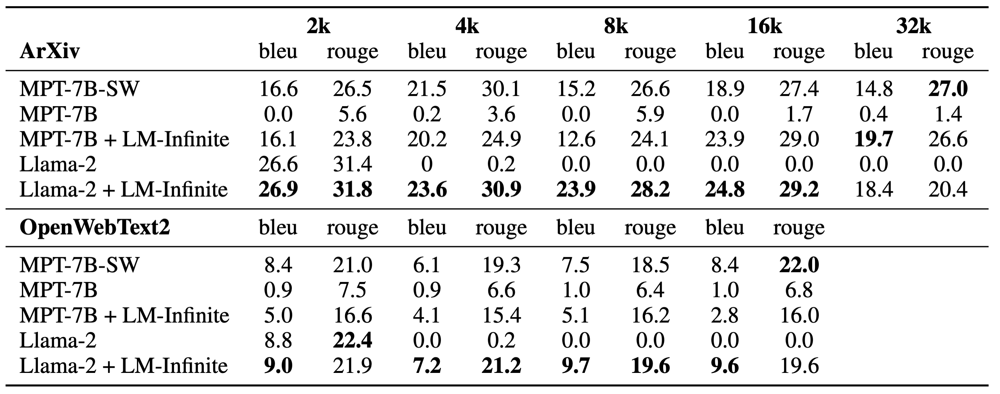 2k 4k 8k 16k 32k
ArXiv bleu rouge bleu rouge bleu rouge bleu rouge bleu rouge
MPT-7B-SW 16.6 26.5 21.5 30.1 15.2 26.6 18.9 27.4 14.8 27.0
MPT-7B 0.0 5.6 0.2 3.6 0.0 5.9 0.0 1.7 0.4 1.4
MPT-7B + LM-Infinite 16.1 23.8 20.2 24.9 12.6 24.1 23.9 29.0 19.7 26.6
Llama-2 26.6 31.4 0 0.2 0.0 0.0 0.0 0.0 0.0 0.0
Llama-2 + LM-Infinite 26.9 31.8 23.6 30.9 23.9 28.2 24.8 29.2 18.4 20.4
OpenWebText2 bleu rouge bleu rouge bleu rouge bleu rouge
MPT-7B-SW 8.4 21.0 6.1 19.3 7.5 18.5 8.4 22.0
MPT-7B 0.9 7.5 0.9 6.6 1.0 6.4 1.0 6.8
MPT-7B + LM-Infinite 5.0 16.6 4.1 15.4 5.1 16.2 2.8 16.0
Llama-2 8.8 22.4 0.0 0.2 0.0 0.0 0.0 0.0
Llama-2 + LM-Infinite 9.0 21.9 7.2 21.2 9.7 19.6 9.6 19.6